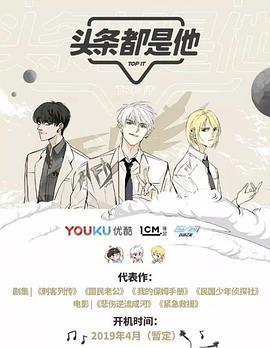 头条都是他
TOP IT
YOUKU 优酷
1CM
代表作：
剧集 | 《刺客列传》《国民老公》《我的保姆手册》《民国少年侦探社》
电影 | 《悲伤逆流成河》《紧急救援》
开机时间：
2019年4月（暂定）